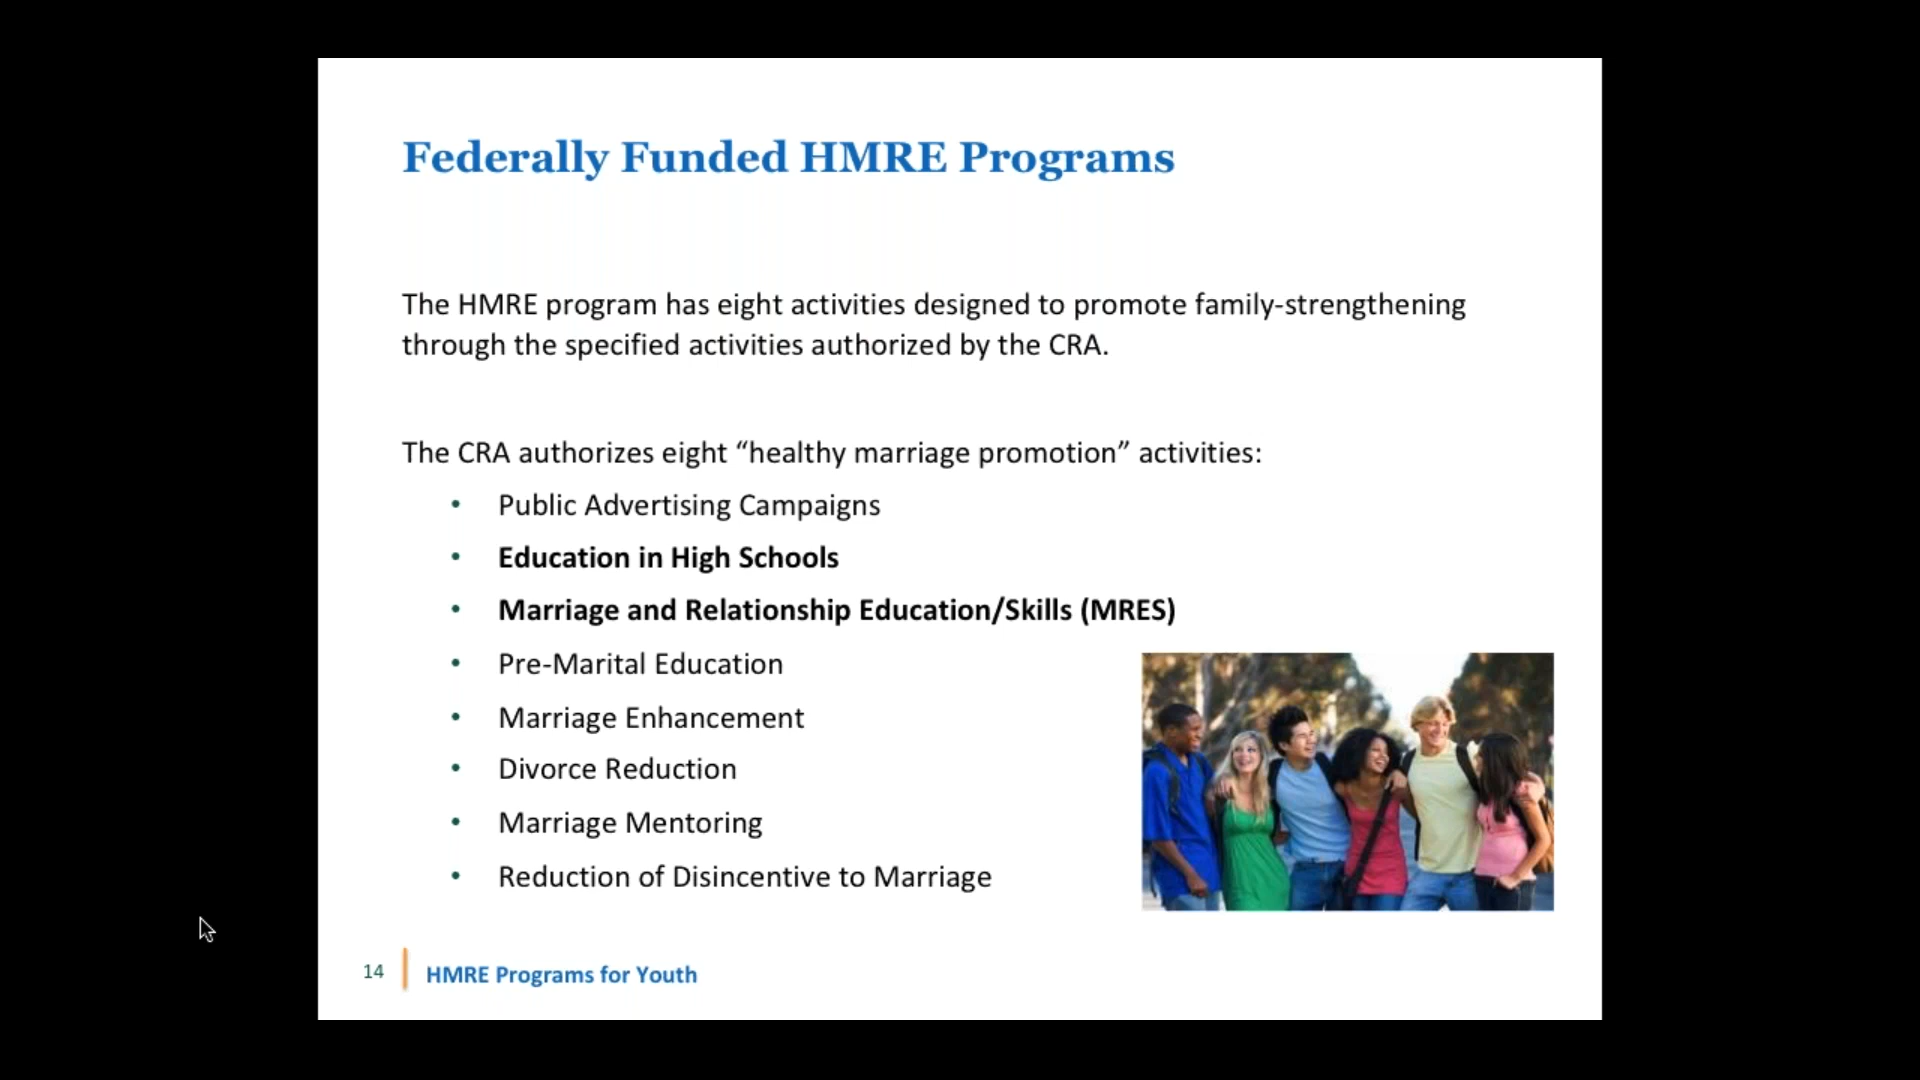 Federally Funded HMRE Programs
The HMRE program has eight activities designed to promote family-strengthening
through the specified activities authorized by the CRA.
The CRA authorizes eight “healthy marriage promotion” activities:
• Public Advertising Campaigns
• Education in High Schools
• Marriage and Relationship Education/Skills (MRES)
• Pre-Marital Education
• Marriage Enhancement
• Divorce Reduction
• Marriage Mentoring
• Reduction of Disincentive to Marriage
14 HMRE Programs for Youth